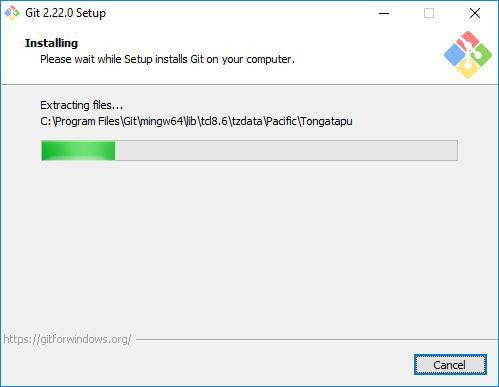 Git 2.22.0 Setup
Installing
Please wait while Setup installs Git on your computer.
Extracting files...
C:\Program Files\Git\mingw64\lib\tcl8.6\tzdata\Pacific\Tongatapu
https://gitforwindows.org/
Cancel